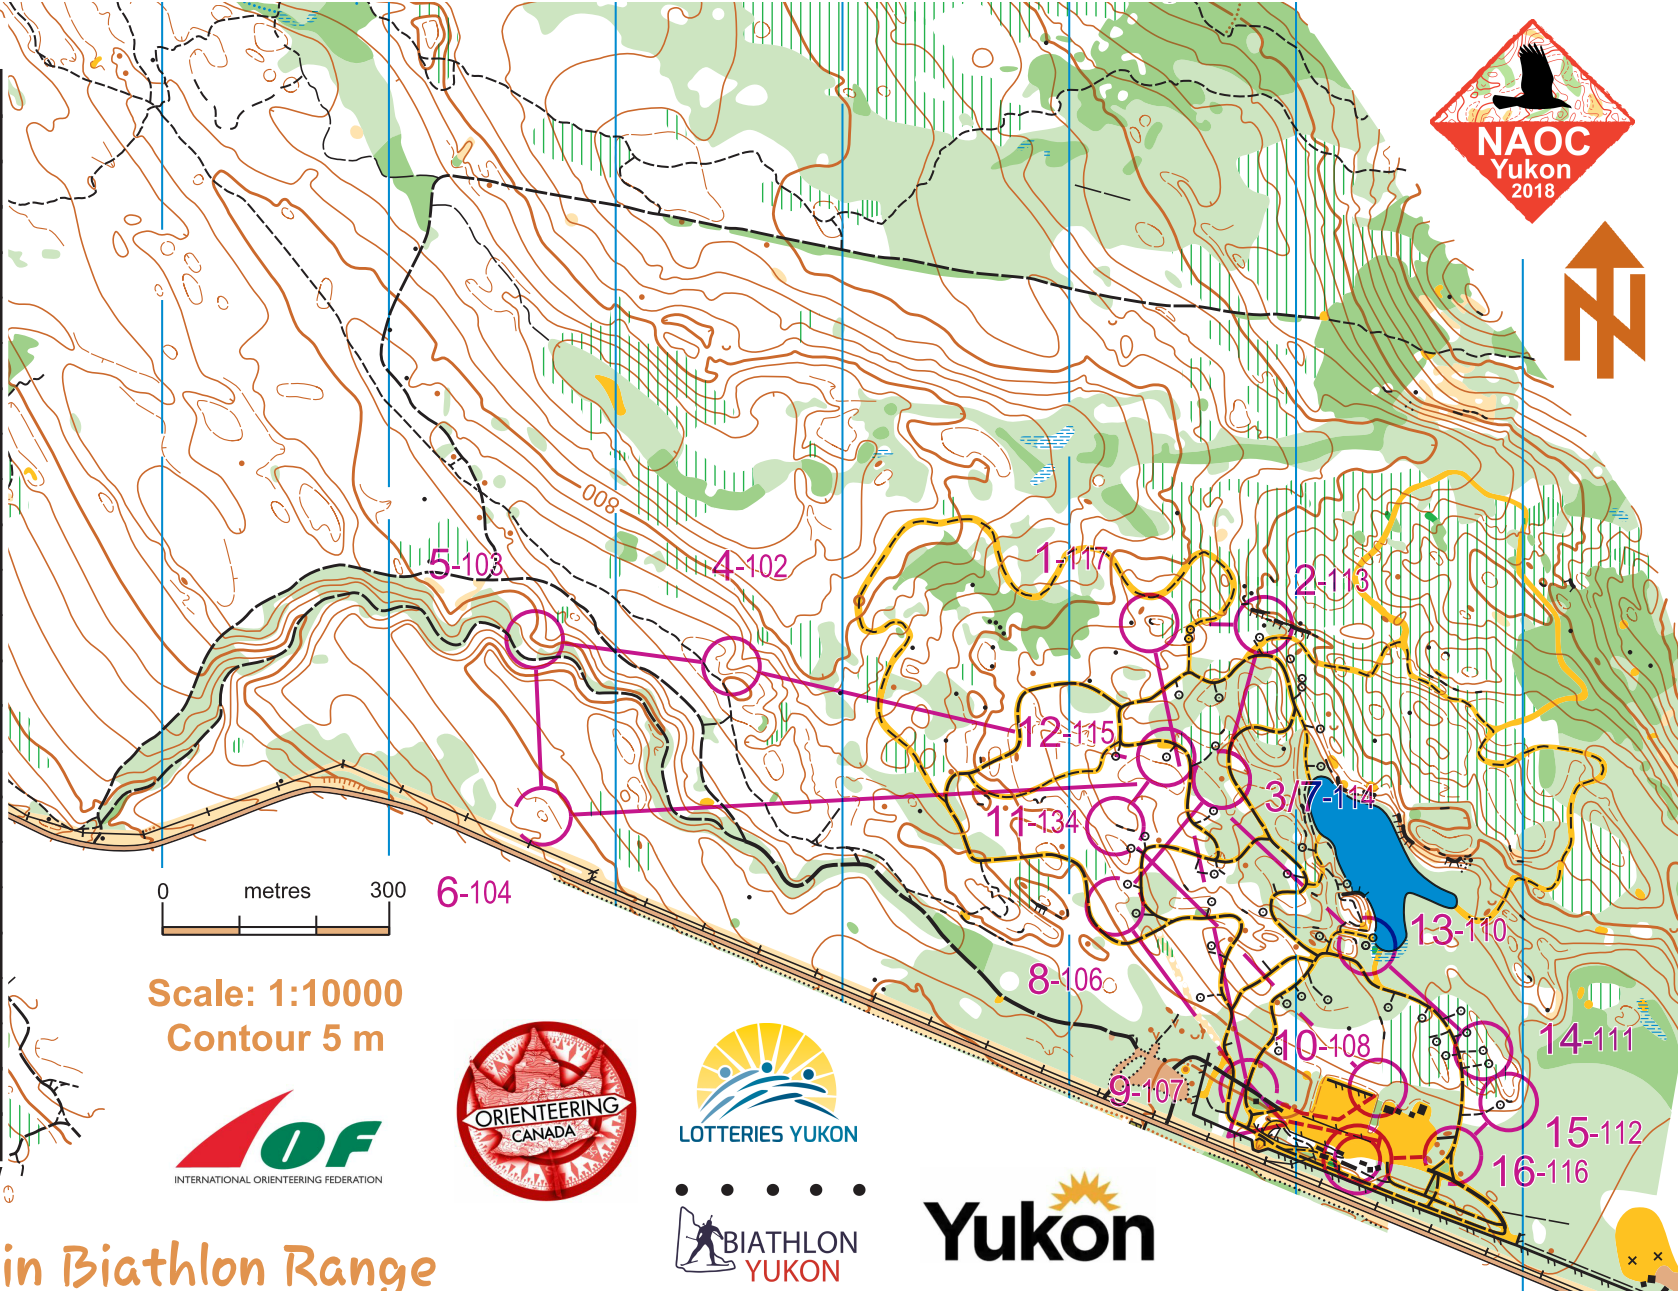 NAOC
Yukon
2018
N
800
5-103
4-102
1-117
2-113
12-115
3/7-114
11-134
6-104
13-110
8-106
10-108
14-111
9-107
15-112
16-116
0 metres 300
Scale: 1:10000
Contour 5 m
IOF
INTERNATIONAL ORIENTEERING FEDERATION
ORIENTEERING
CANADA
LOTTERIES YUKON
BIATHLON
YUKON
Yukon
in Biathlon Range